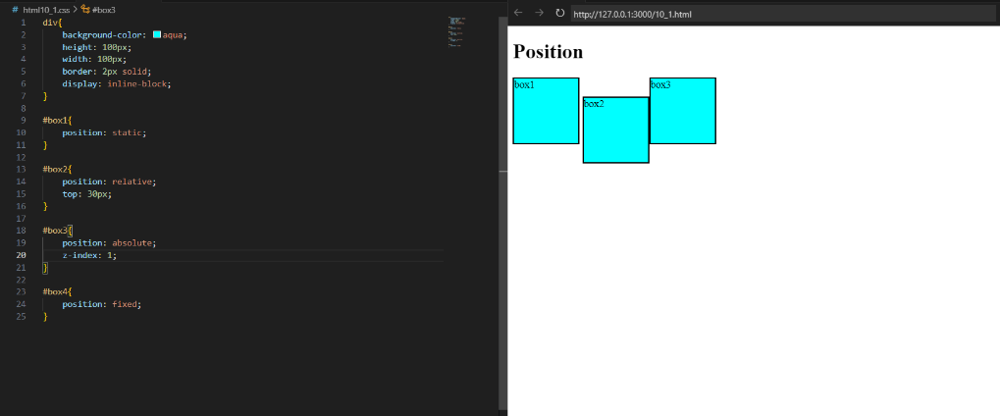 # html10_1.css > #box3
1 div{
2 background-color: aqua;
3 height: 100px;
4 width: 100px;
5 border: 2px solid;
6 display: inline-block;
7 }
8
9 #box1{
10 position: static;
11 }
12
13 #box2{
14 position: relative;
15 top: 30px;
16 }
17
18 #box3{
19 position: absolute;
20 z-index: 1;
21 }
22
23 #box4{
24 position: fixed;
25 }
http://127.0.0.1:3000/10_1.html
Position
box1
box2
box3